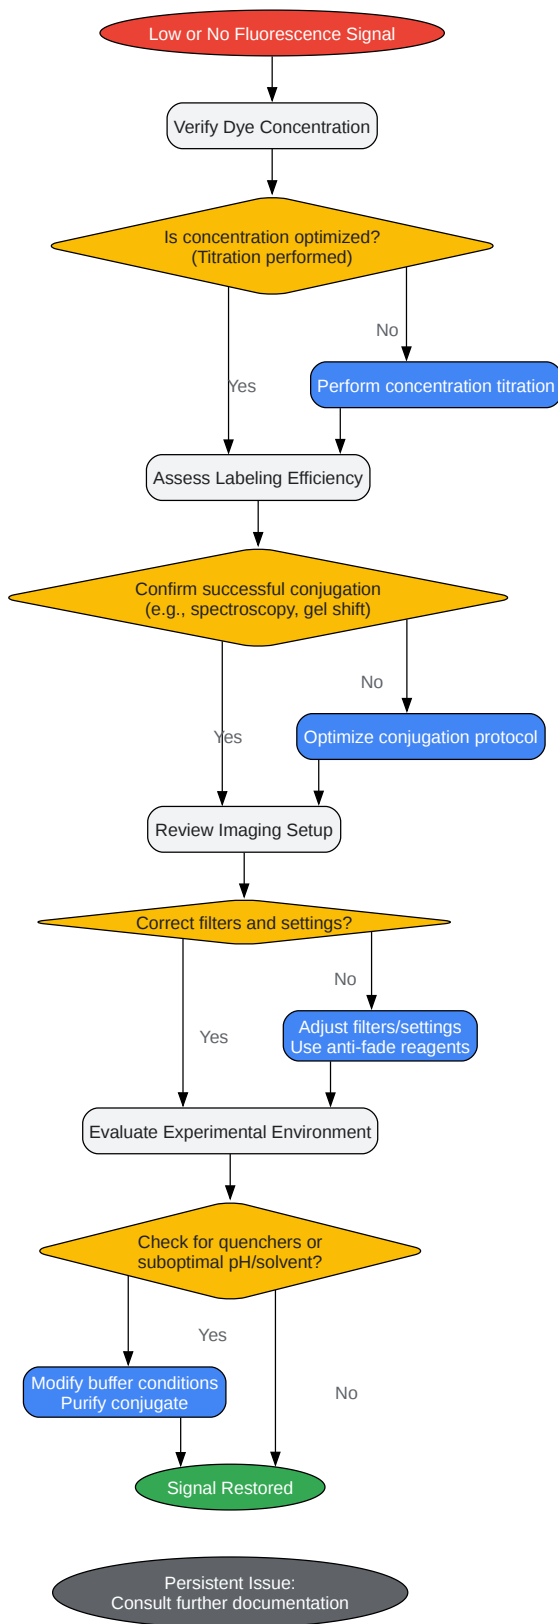 Low or No Fluorescence Signal
Verify Dye Concentration
Is concentration optimized?
(Titration performed)
No
Yes
Perform concentration titration
Assess Labeling Efficiency
Confirm successful conjugation
(e.g., spectroscopy, gel shift)
No
Yes
Optimize conjugation protocol
Review Imaging Setup
Correct filters and settings?
No
Yes
Adjust filters/settings
Use anti-fade reagents
Evaluate Experimental Environment
Check for quenchers or
suboptimal pH/solvent?
Yes
Modify buffer conditions
Purify conjugate
No
Signal Restored
Persistent Issue:
Consult further documentation